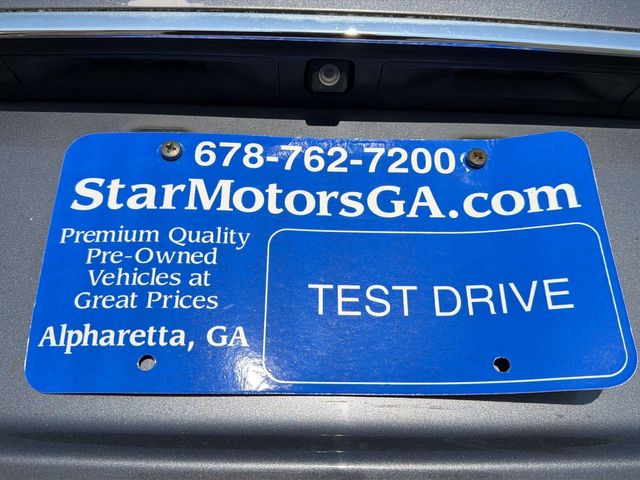 678-762-7200
StarMotorsGA.com
Premium Quality
Pre-Owned
Vehicles at
Great Prices
Alpharetta, GA
TEST DRIVE